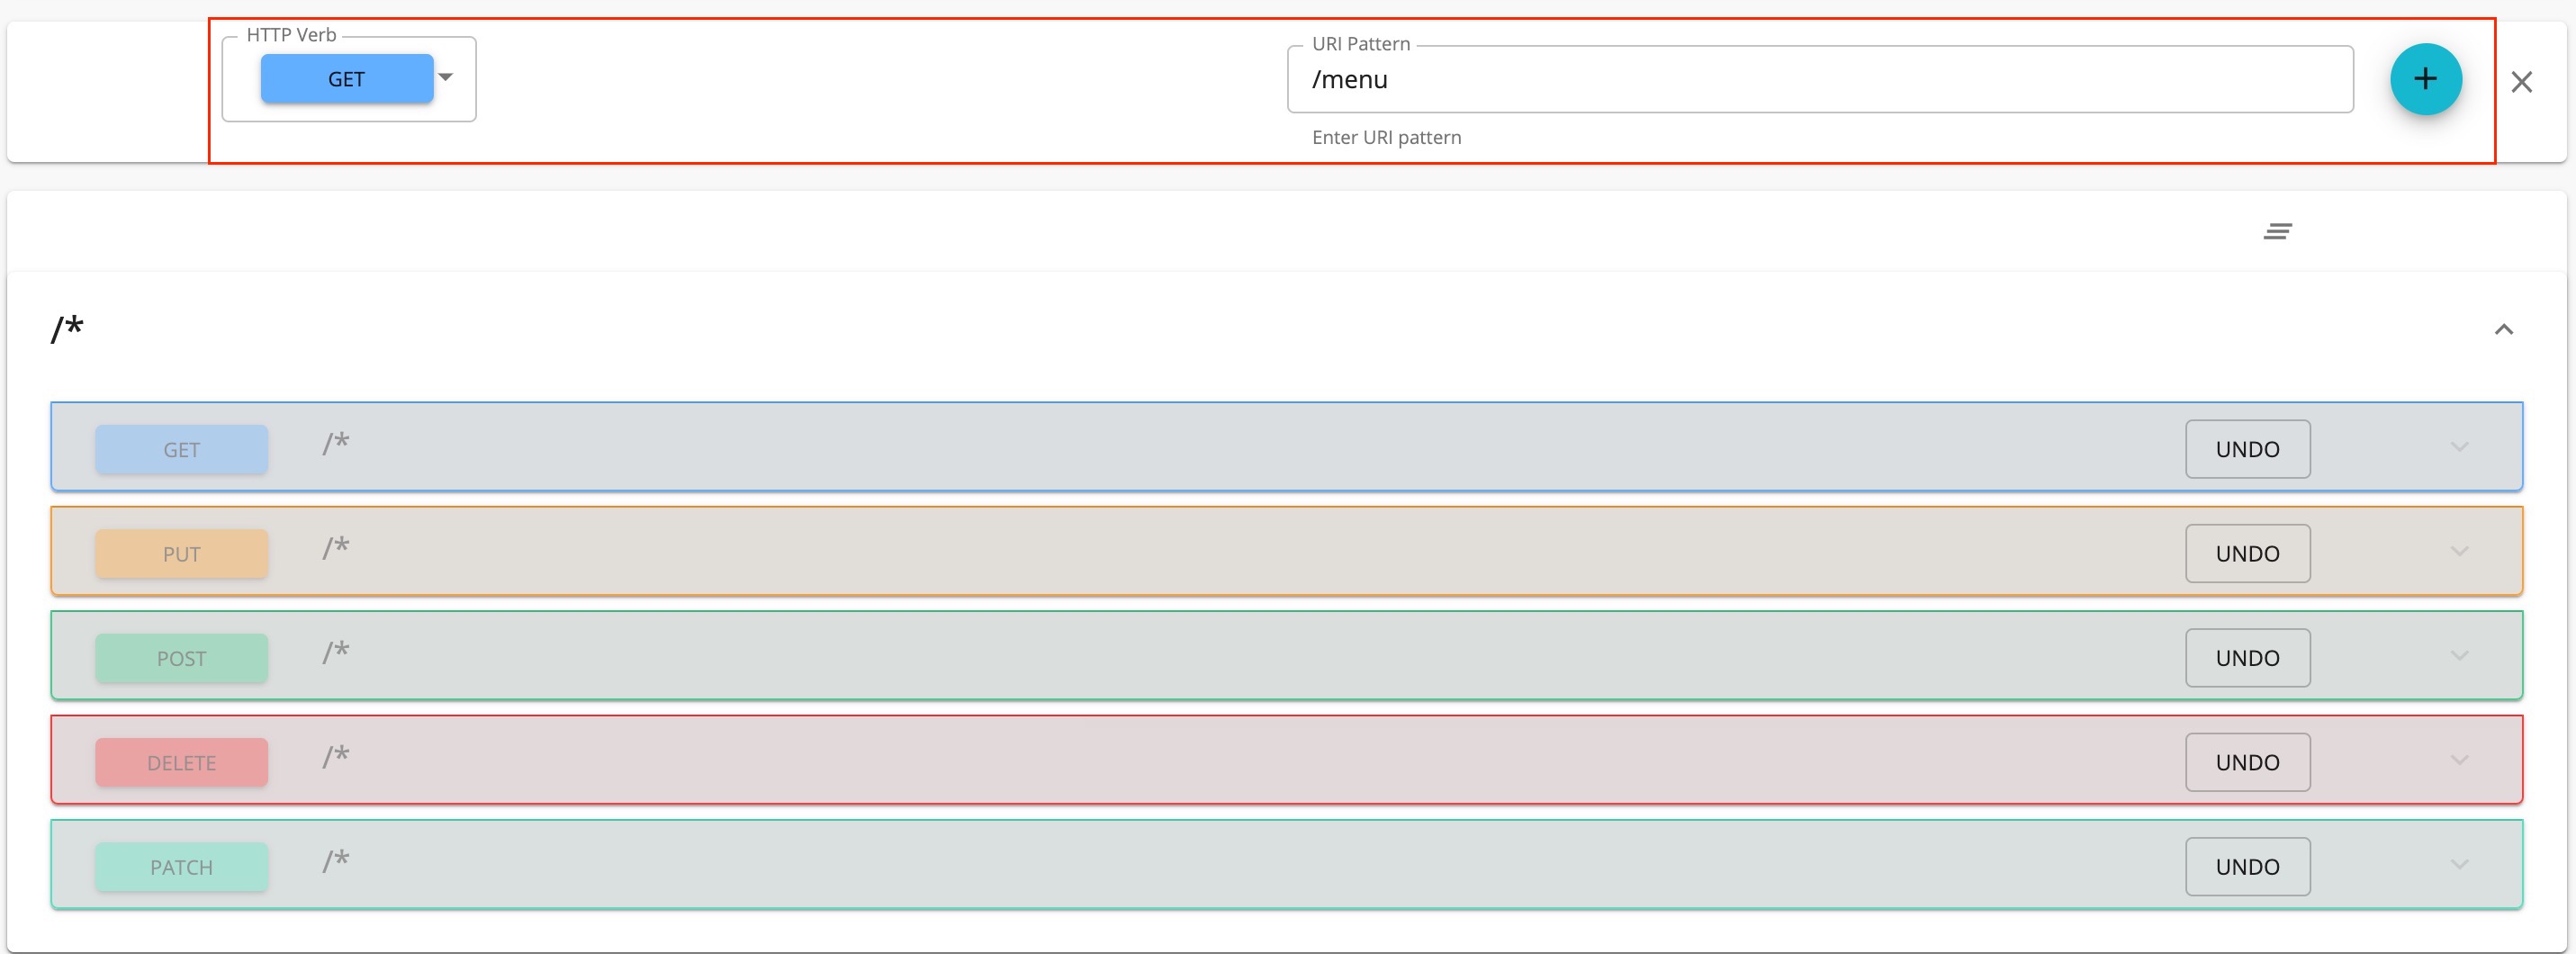 HTTP Verb
GET
URI Pattern
/menu
+
Enter URI pattern
/*
GET /* UNDO
PUT /* UNDO
POST /* UNDO
DELETE /* UNDO
PATCH /* UNDO